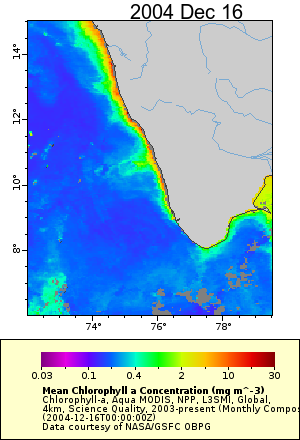 2004 Dec 16
14°
12°
10°
8°
74° 76° 78°
0.03 0.1 0.4 2 10 30
Mean Chlorophyll a Concentration (mg m^-3)
Chlorophyll-a, Aqua MODIS, NPP, L3SMI, Global,
4km, Science Quality, 2003-present (Monthly Compos
(2004-12-16T00:00:00Z)
Data courtesy of NASA/GSFC OBPG